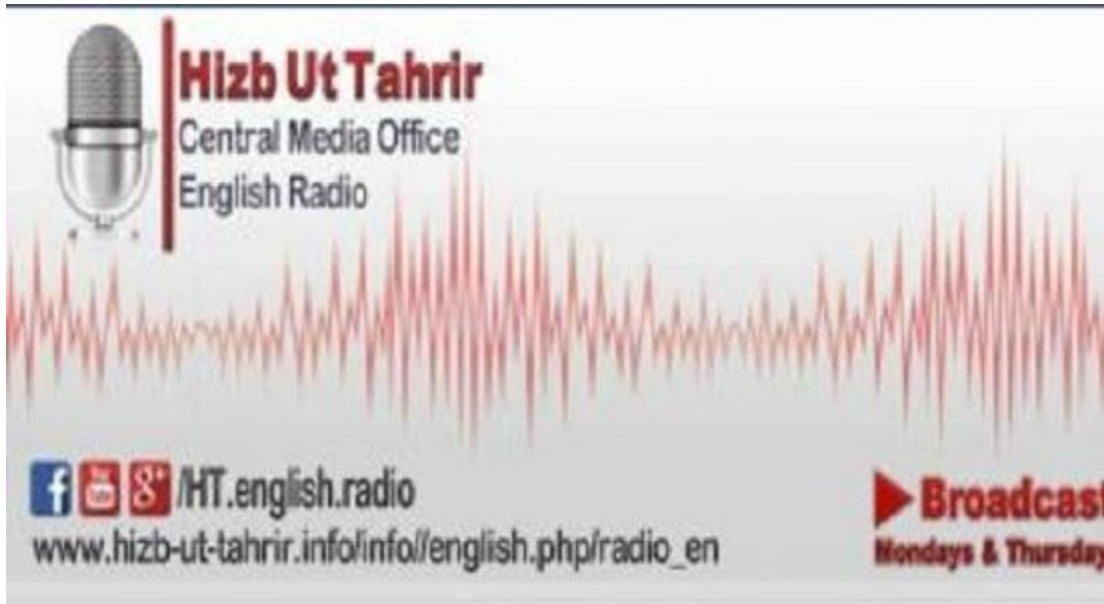 Hizb Ut Tahrir
Central Media Office
English Radio
/HT.english.radio
www.hizb-ut-tahrir.info/info//english.php/radio_en
Broadcast
Mondays & Thursday